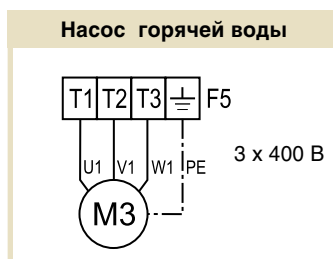 Насос горячей воды
T1 T2 T3 F5
U1 V1 W1 PE
3 x 400 В
M3